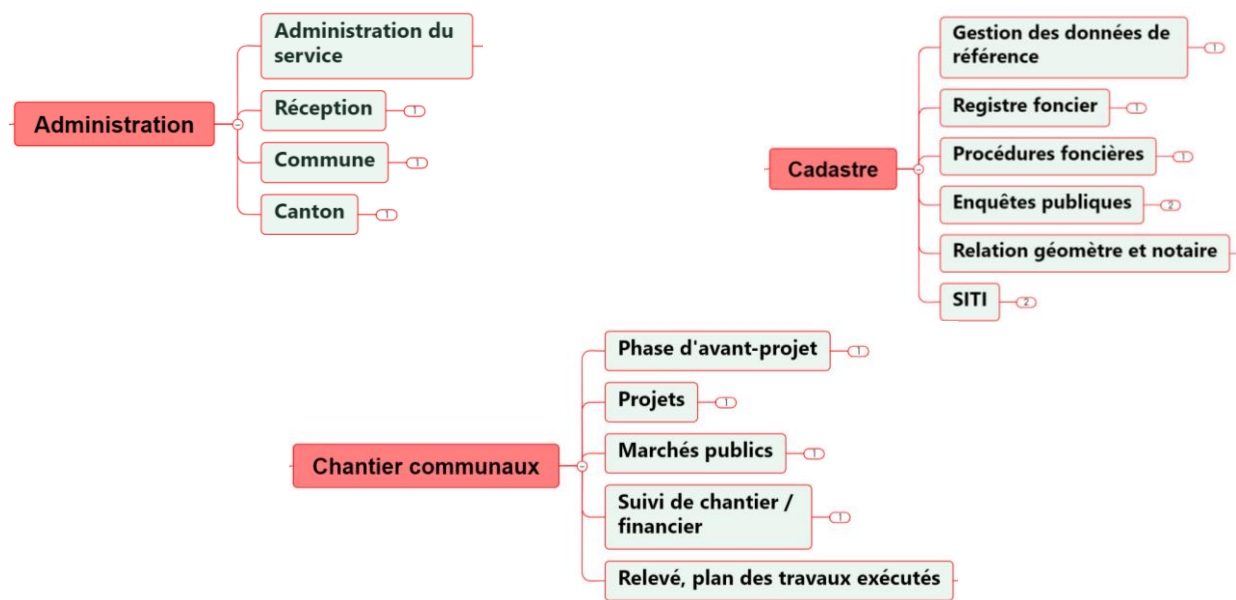 Administration
Administration du
service
Réception
1
Commune
1
Canton
1
Cadastre
Gestion des données de
référence
1
Registre foncier
1
Procédures foncières
1
Enquêtes publiques
2
Relation géomètre et notaire
SITI
2
Chantier communaux
Phase d'avant-projet
1
Projets
1
Marchés publics
1
Suivi de chantier /
financier
1
Relevé, plan des travaux exécutés